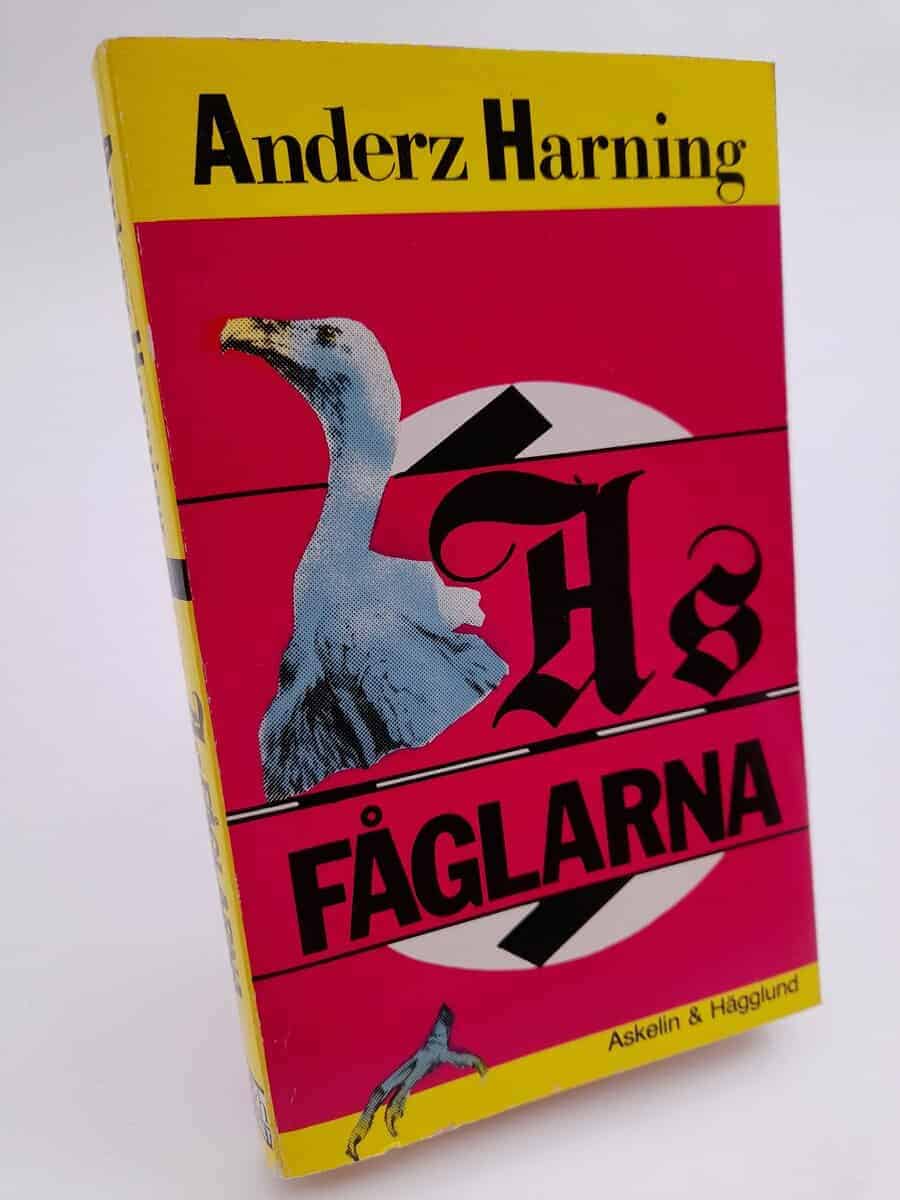 Anderz Harning
As
FÅGLARNA
Askelin & Hägglund